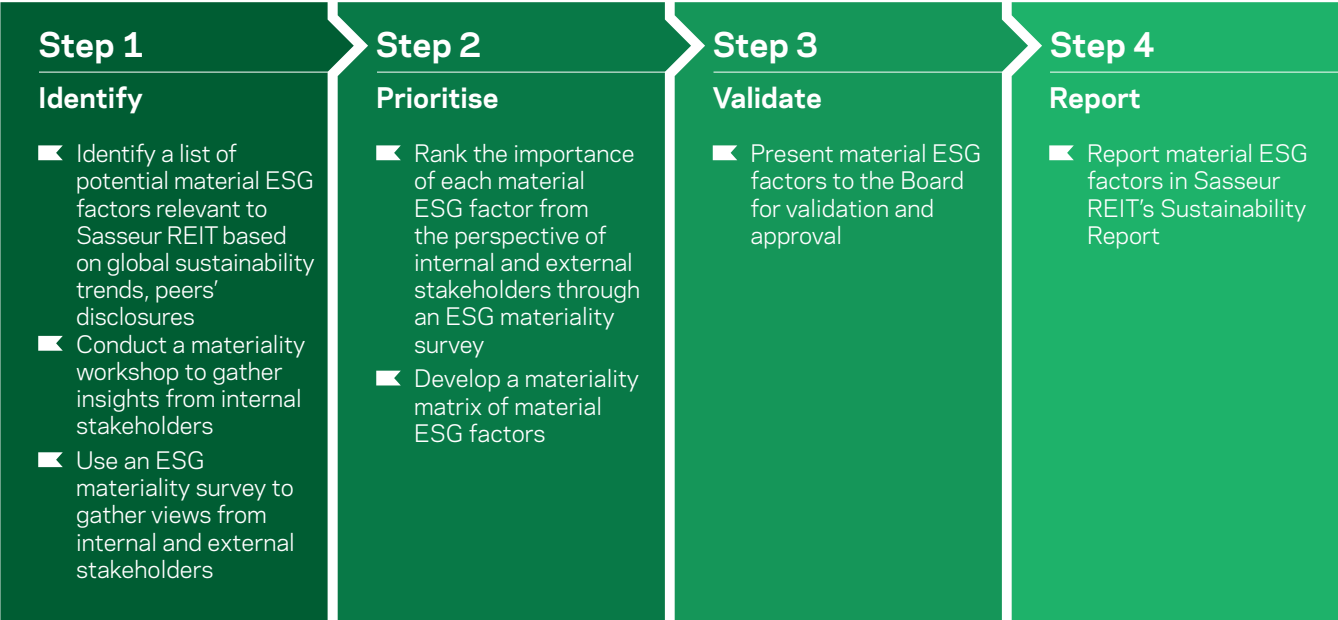 Step 1
Identify
Identify a list of
potential material ESG
factors relevant to
Sasseur REIT based
on global sustainability
trends, peers’
disclosures
Conduct a materiality
workshop to gather
insights from internal
stakeholders
Use an ESG
materiality survey to
gather views from
internal and external
stakeholders
Step 2
Prioritise
Rank the importance
of each material
ESG factor from
the perspective of
internal and external
stakeholders through
an ESG materiality
survey
Develop a materiality
matrix of material
ESG factors
Step 3
Validate
Present material ESG
factors to the Board
for validation and
approval
Step 4
Report
Report material ESG
factors in Sasseur
REIT’s Sustainability
Report